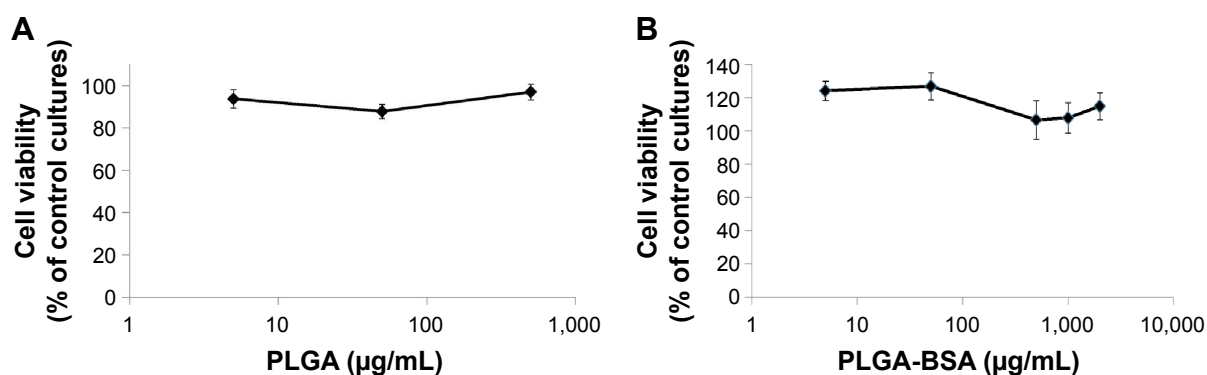 A
Cell viability
(% of control cultures)
100
80
60
40
20
0
1
10
100
1,000
PLGA (µg/mL)
B
Cell viability
(% of control cultures)
140
120
100
80
60
40
20
0
1
10
100
1,000
10,000
PLGA-BSA (µg/mL)